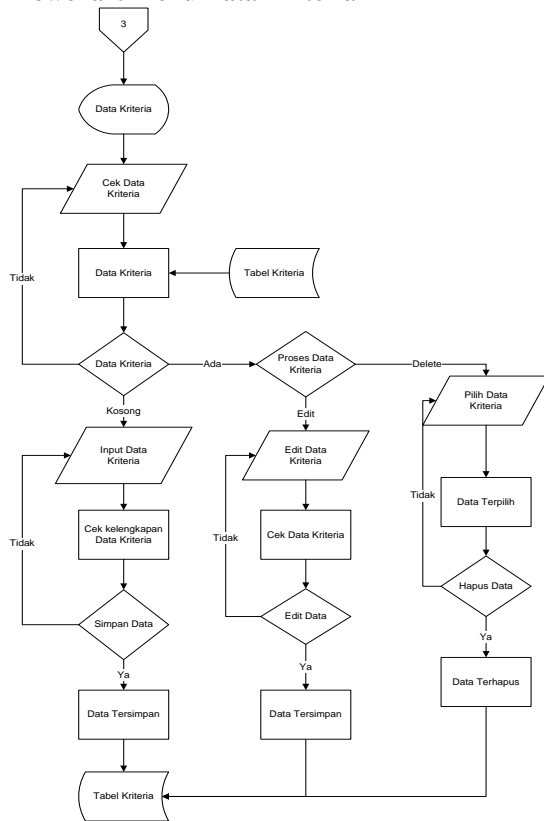 3
Data Kriteria
Cek Data
Kriteria
Data Kriteria
Tabel Kriteria
Tidak
Data Kriteria
Ada
Proses Data
Kriteria
Delete
Pilih Data
Kriteria
Kosong
Edit
Input Data
Kriteria
Edit Data
Kriteria
Tidak
Data Terpilih
Cek kelengkapan
Data Kriteria
Cek Data Kriteria
Tidak
Tidak
Hapus Data
Simpan Data
Edit Data
Ya
Ya
Ya
Data Terhapus
Data Tersimpan
Data Tersimpan
Tabel Kriteria